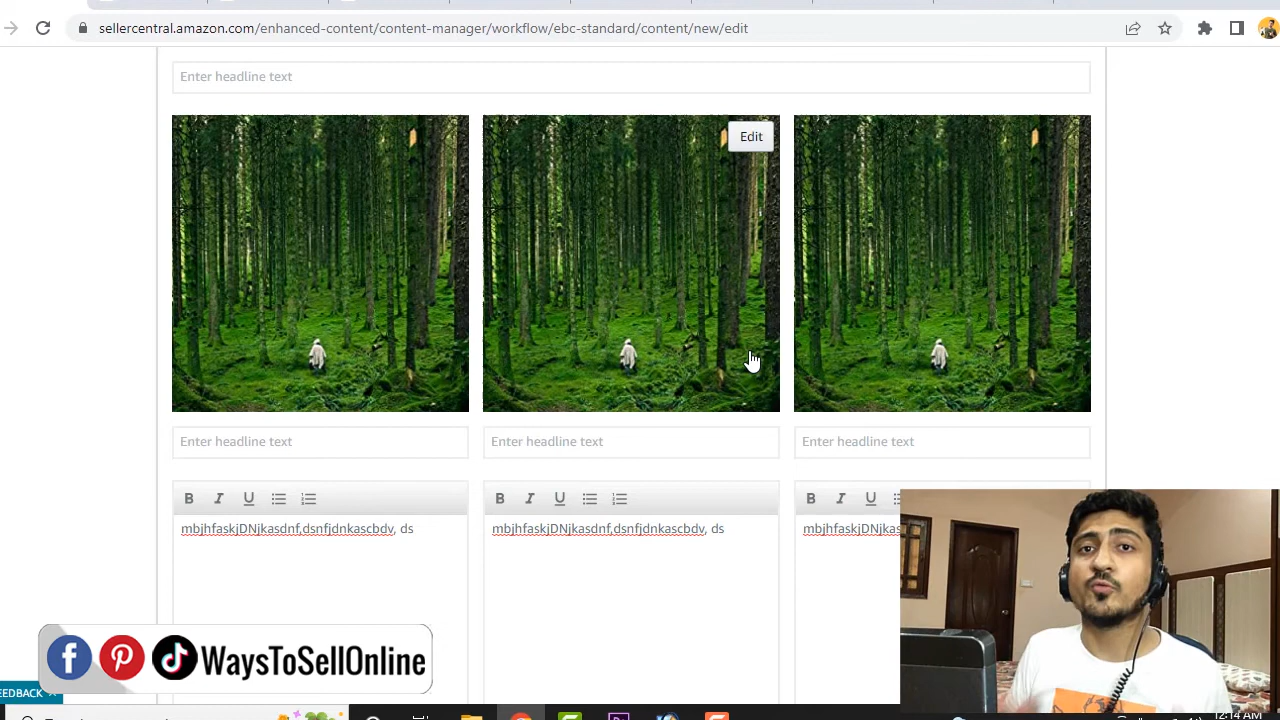 sellercentral.amazon.com/enhanced-content/content-manager/workflow/ebc-standard/content/new/edit
Enter headline text
Edit
Enter headline text
Enter headline text
Enter headline text
B I U
B I U
B I U
mbjhfaskjDNjkasdnf,dsnfjdnkascbdv, ds
mbjhfaskjDNjkasdnf,dsnfjdnkascbdv, ds
mbjhfaskjDNjkas
WaysToSellOnline
EEDBACK
12:14 AM